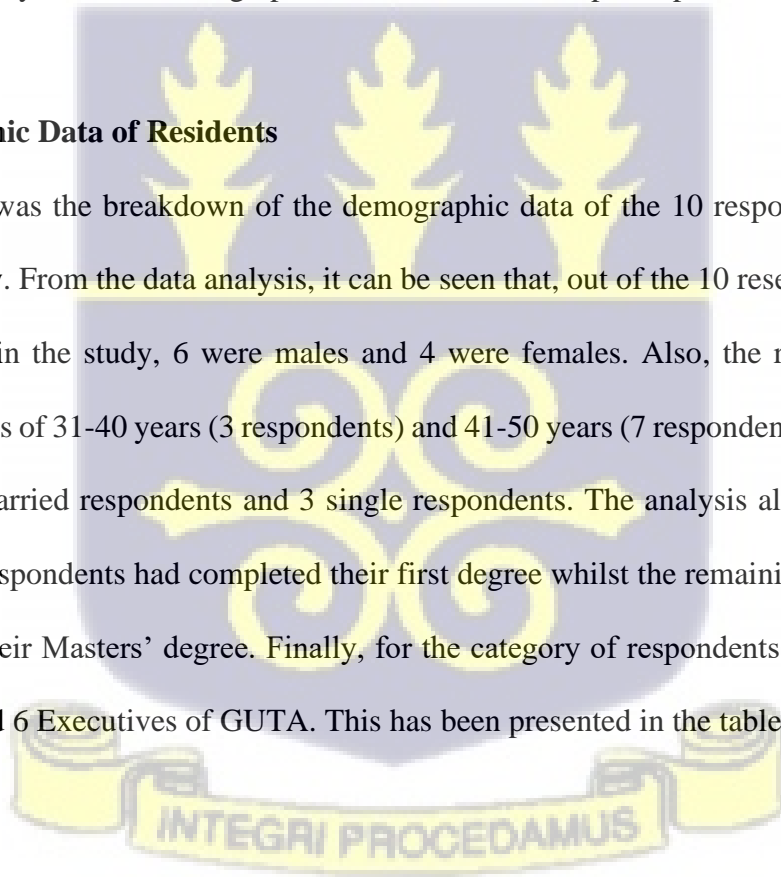 nic Data of Residents
was the breakdown of the demographic data of the 10 respo
. From the data analysis, it can be seen that, out of the 10 rese
in the study, 6 were males and 4 were females. Also, the r
s of 31-40 years (3 respondents) and 41-50 years (7 responden
arried respondents and 3 single respondents. The analysis al
spondents had completed their first degree whilst the remaini
eir Masters’ degree. Finally, for the category of respondents
d 6 Executives of GUTA. This has been presented in the table
INTEGRI PROCEDAMUS